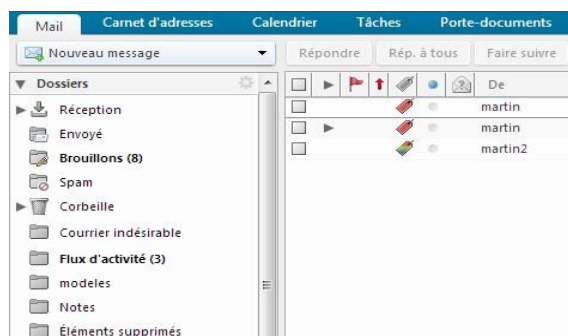 Mail Carnet d'adresses Calendrier Tâches Porte-documents
Nouveau message Répondre Rép. à tous Faire suivre
Dossiers De
Réception martin
Envoyé martin
Brouillons (8) martin2
Spam
Corbeille
Courrier indésirable
Flux d'activité (3)
modeles
Notes
Éléments supprimés